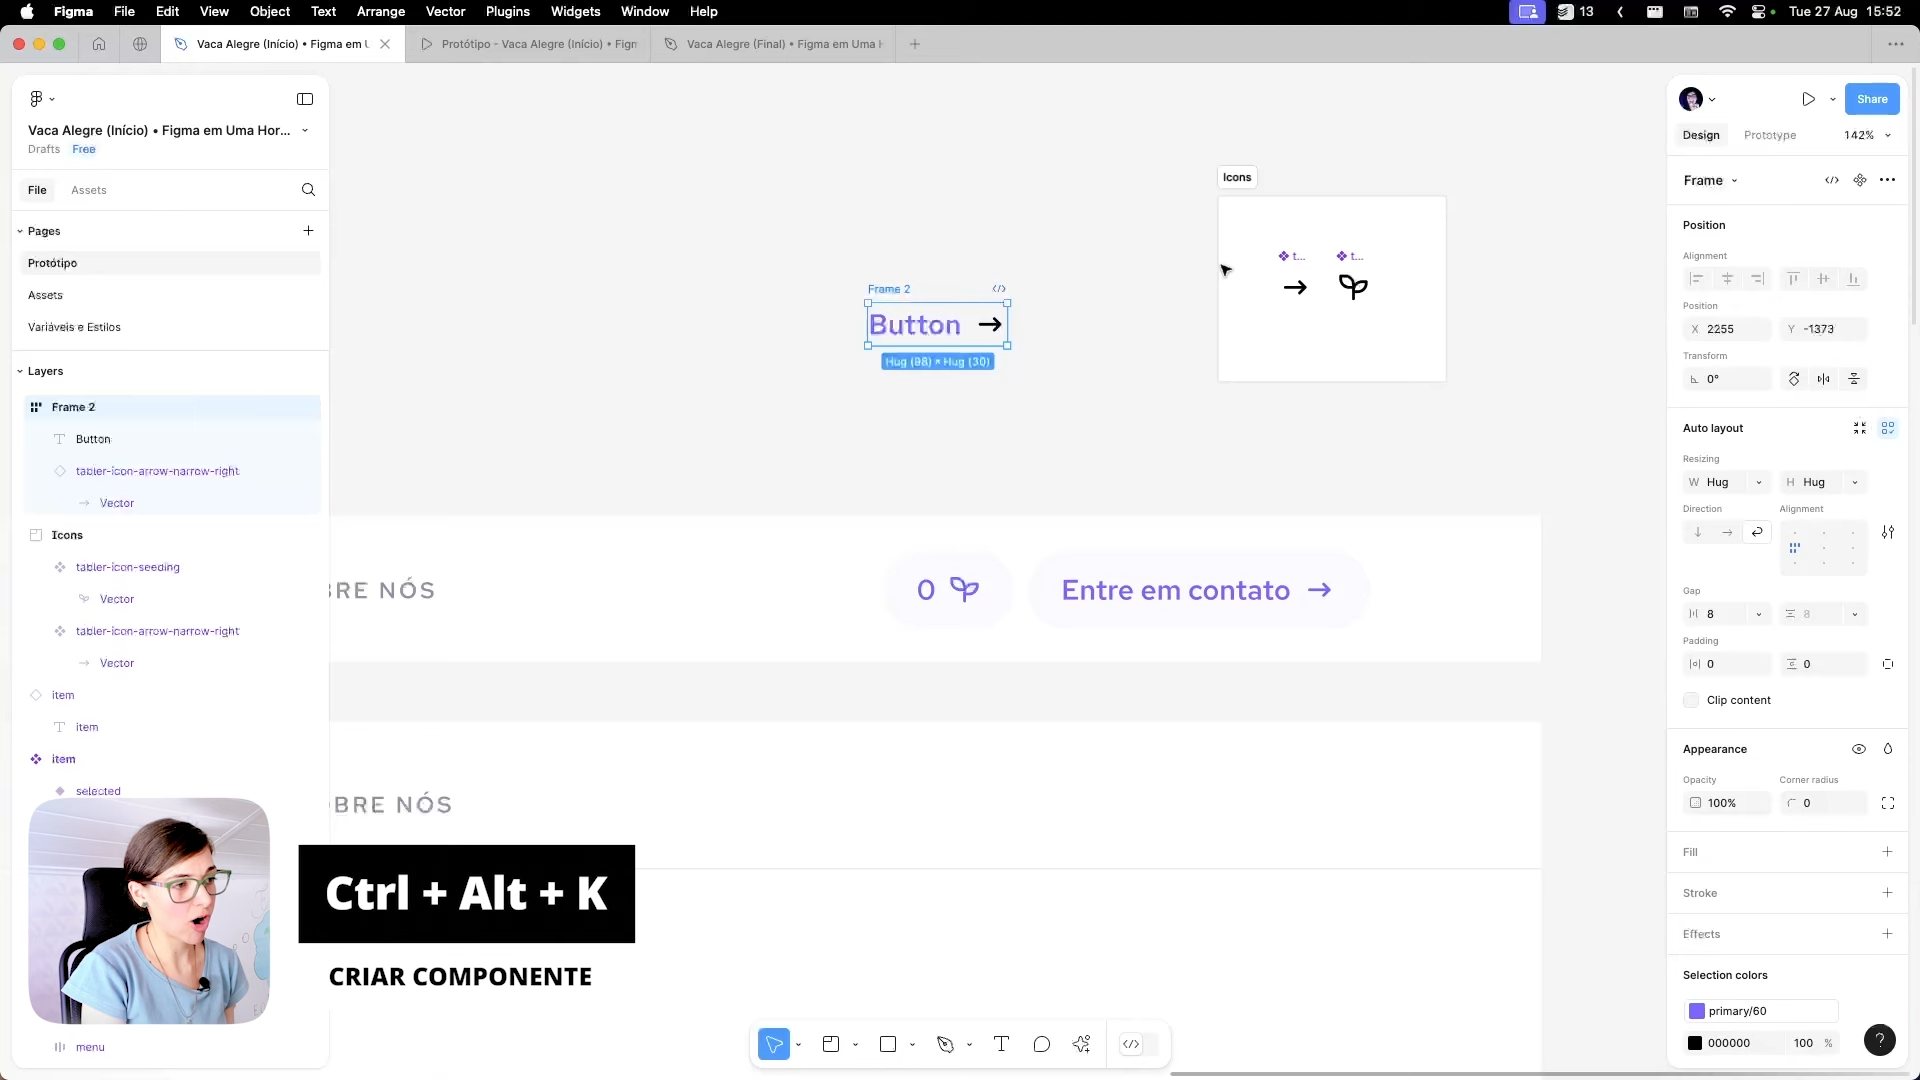 Figma File Edit View Object Text Arrange Vector Plugins Widgets Window Help
13
Tue 27 Aug 15:52
Vaca Alegre (Início) • Figma em U
Protótipo - Vaca Alegre (Início) • Figm
Vaca Alegre (Final) • Figma em Uma H
Vaca Alegre (Início) • Figma em Uma Hor...
Drafts Free
File Assets
Pages
Protótipo
Assets
Variáveis e Estilos
Layers
Frame 2
Button
tabler-icon-arrow-narrow-right
Vector
Icons
tabler-icon-seeding
Vector
tabler-icon-arrow-narrow-right
Vector
item
item
item
selected
menu
Frame 2
Button
Hug (98) × Hug (30)
Icons
t... t...
BRE NÓS
0
Entre em contato
BRE NÓS
Ctrl + Alt + K
CRIAR COMPONENTE
Share
Design Prototype 142%
Frame
Position
Alignment
Position
X 2255 Y -1373
Transform
0°
Auto layout
Resizing
W Hug H Hug
Direction Alignment
Gap
8 8
Padding
0 0
Clip content
Appearance
Opacity Corner radius
100% 0
Fill
Stroke
Effects
Selection colors
primary/60
000000 100 %
?